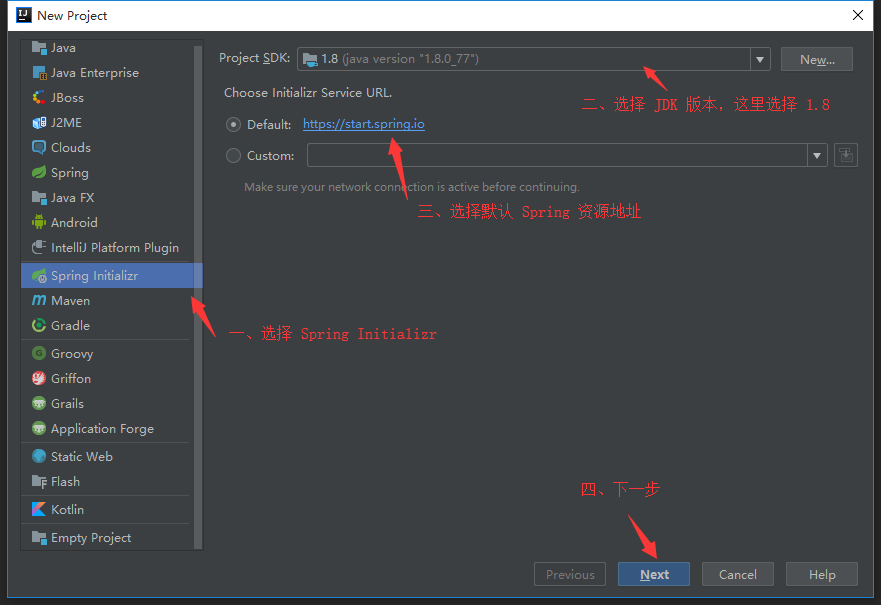 New Project
Java
Java Enterprise
JBoss
J2ME
Clouds
Spring
Java FX
Android
IntelliJ Platform Plugin
Spring Initializr
Maven
Gradle
Groovy
Griffon
Grails
Application Forge
Static Web
Flash
Kotlin
Empty Project
Project SDK: 1.8 (java version "1.8.0_77") New...
二、选择 JDK 版本，这里选择 1.8
Choose Initializr Service URL.
Default: https://start.spring.io
Custom:
Make sure your network connection is active before continuing.
三、选择默认 Spring 资源地址
一、选择 Spring Initializr
四、下一步
Previous Next Cancel Help